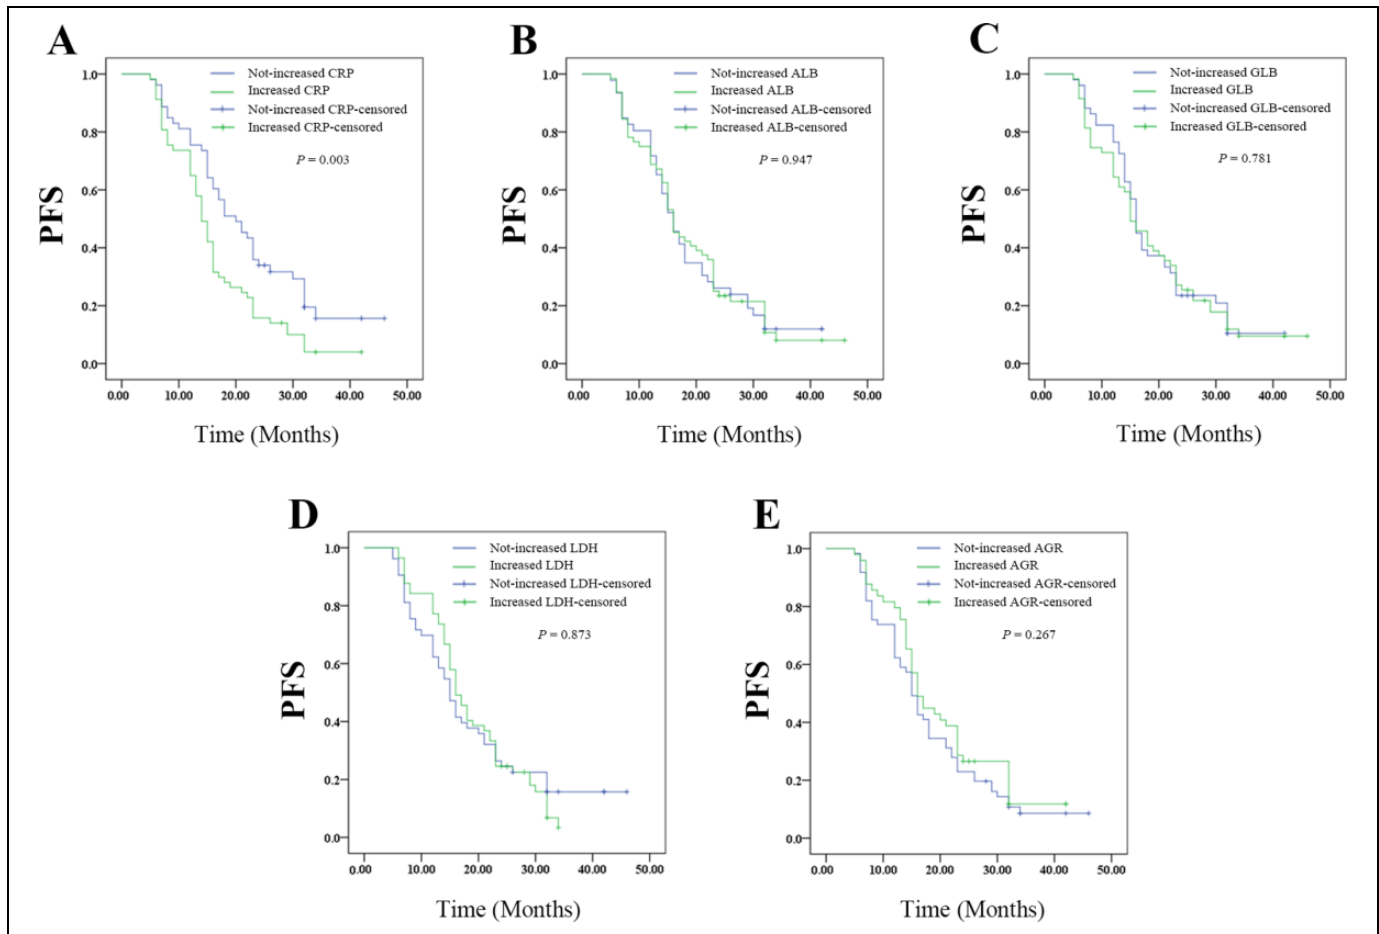 A
Not-increased CRP
Increased CRP
Not-increased CRP-censored
Increased CRP-censored
P = 0.003
PFS
1.0
0.8
0.6
0.4
0.2
0.0
0.00 10.00 20.00 30.00 40.00 50.00
Time (Months)
B
Not-increased ALB
Increased ALB
Not-increased ALB-censored
Increased ALB-censored
P = 0.947
PFS
1.0
0.8
0.6
0.4
0.2
0.0
0.00 10.00 20.00 30.00 40.00 50.00
Time (Months)
C
Not-increased GLB
Increased GLB
Not-increased GLB-censored
Increased GLB-censored
P = 0.781
PFS
1.0
0.8
0.6
0.4
0.2
0.0
0.00 10.00 20.00 30.00 40.00 50.00
Time (Months)
D
Not-increased LDH
Increased LDH
Not-increased LDH-censored
Increased LDH-censored
P = 0.873
PFS
1.0
0.8
0.6
0.4
0.2
0.0
0.00 10.00 20.00 30.00 40.00 50.00
Time (Months)
E
Not-increased AGR
Increased AGR
Not-increased AGR-censored
Increased AGR-censored
P = 0.267
PFS
1.0
0.8
0.6
0.4
0.2
0.0
0.00 10.00 20.00 30.00 40.00 50.00
Time (Months)